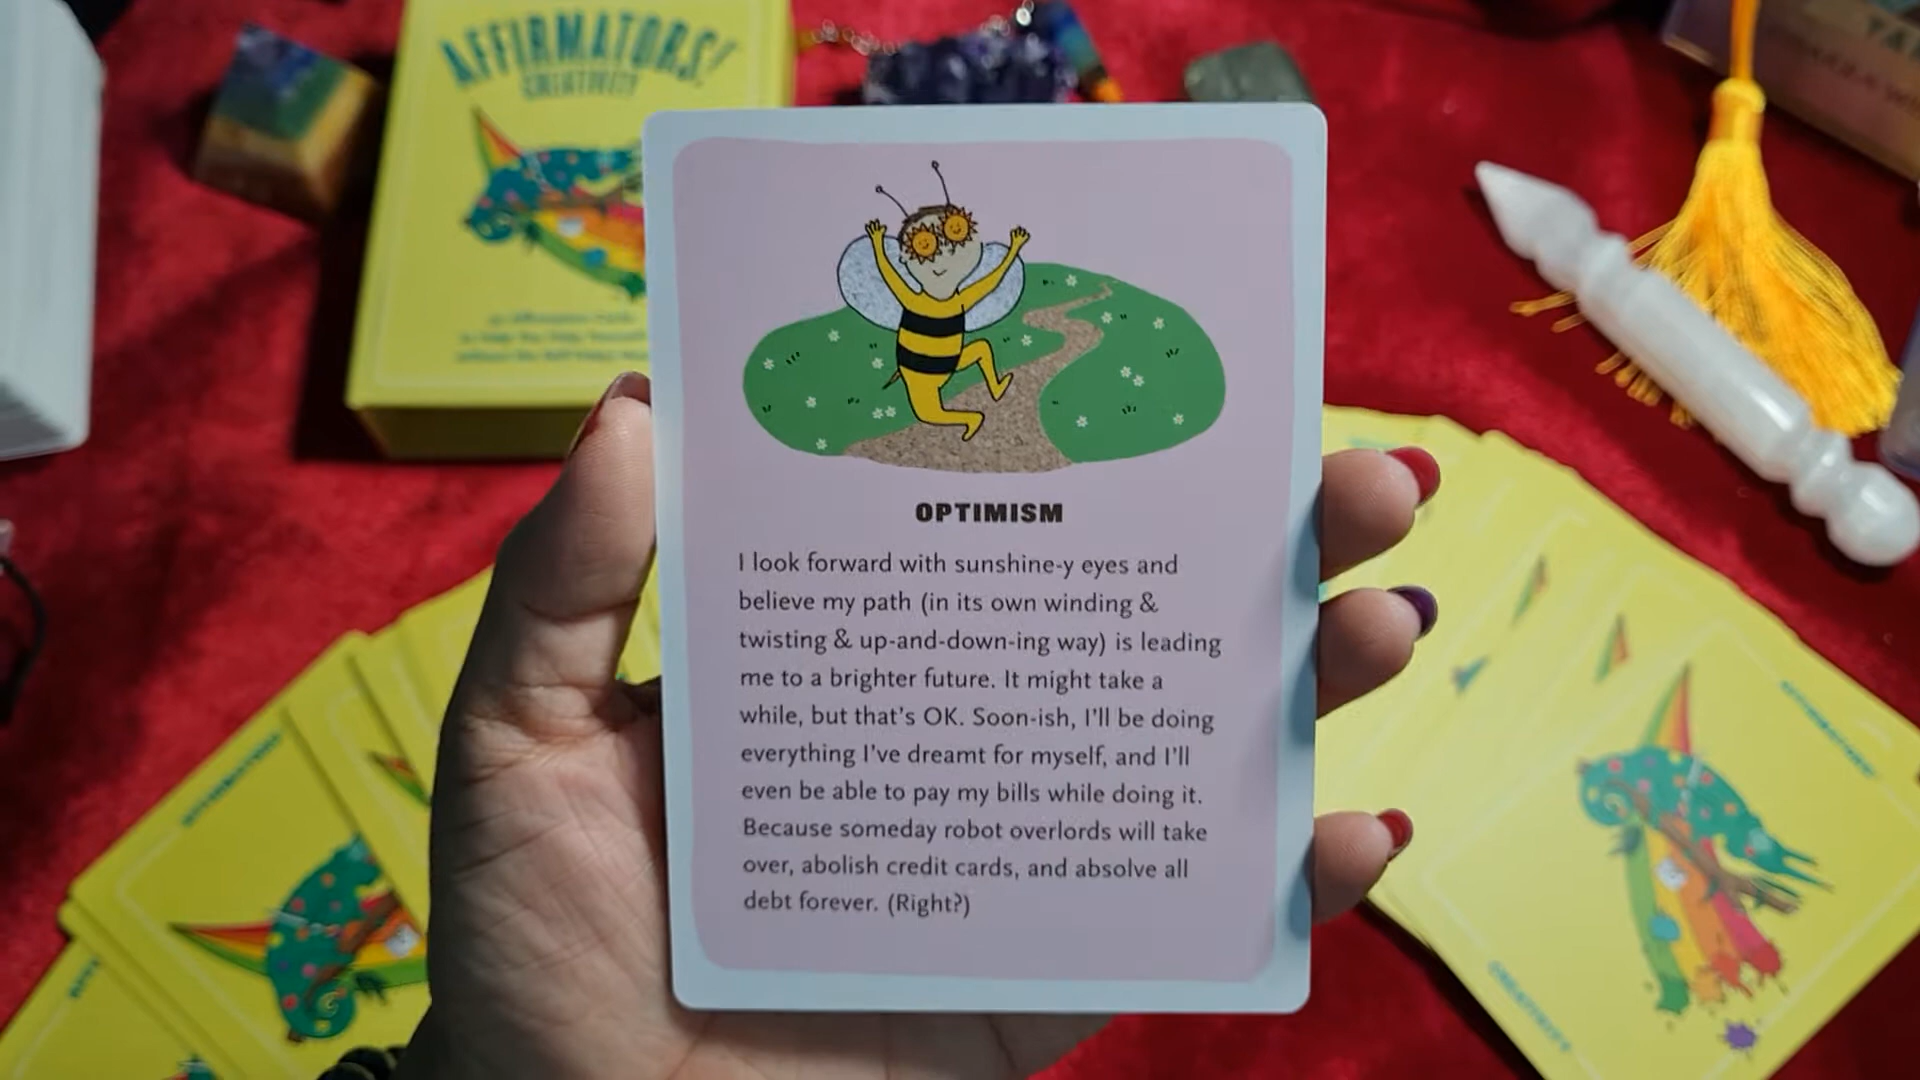 AFFIRMATORS!
CREATIVITY
OPTIMISM
I look forward with sunshine-y eyes and
believe my path (in its own winding &
twisting & up-and-down-ing way) is leading
me to a brighter future. It might take a
while, but that's OK. Soon-ish, I'll be doing
everything I've dreamt for myself, and I'll
even be able to pay my bills while doing it.
Because someday robot overlords will take
over, abolish credit cards, and absolve all
debt forever. (Right?)